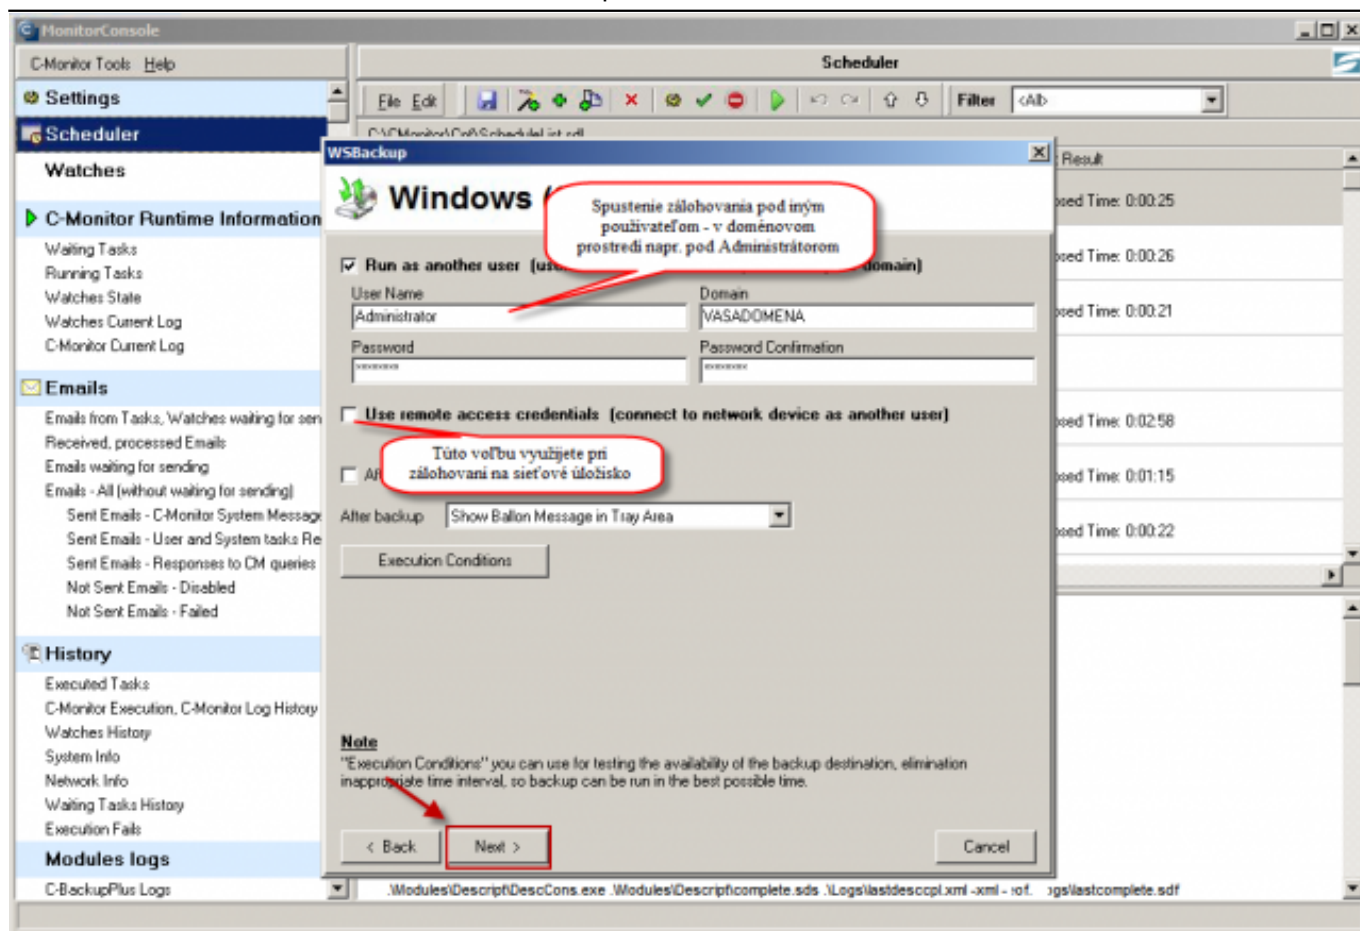 MonitorConsole
C-Monitor Tools Help
Scheduler
Settings
File Edit
Filter
<All>
Scheduler
C:\CMonitor\Cnf\ScheduleList.sdl
Watches
WSBackup
Result
Windows
Spustenie zálohovania pod iným
používateľom - v doménovom
prostredí napr. pod Administrátorom
Time: 0:00:25
C-Monitor Runtime Information
Waiting Tasks
Time: 0:00:26
Run as another user
domain)
Running Tasks
Watches State
User Name
Domain
Administrator
VASADOMENA
Time: 0:00:21
Watches Current Log
C-Monitor Current Log
Password
Password Confirmation
Emails
Emails from Tasks, Watches waiting for sen
Use remote access credentials (connect to network device as another user)
Time: 0:02:58
Received, processed Emails
Túto voľbu využijete pri
zálohovaní na sieťové úložisko
Emails waiting for sending
Time: 0:01:15
Emails - All (without waiting for sending)
Sent Emails - C-Monitor System Message
After backup
Show Ballon Message in Tray Area
Sent Emails - User and System tasks Re
Time: 0:00:22
Sent Emails - Responses to CM queries
Execution Conditions
Not Sent Emails - Disabled
Not Sent Emails - Failed
History
Executed Tasks
C-Monitor Execution, C-Monitor Log History
Watches History
System Info
Network Info
Waiting Tasks History
Execution Fails
Note
"Execution Conditions" you can use for testing the availability of the backup destination, elimination
inappropriate time interval, so backup can be run in the best possible time.
< Back
Next >
Cancel
Modules logs
C-BackupPlus Logs
.\Modules\Descript\DescCons.exe .\Modules\Descript\complete.sds .\Logs\lastdesccpl.xml -xml -
gs\lastcomplete.sdf